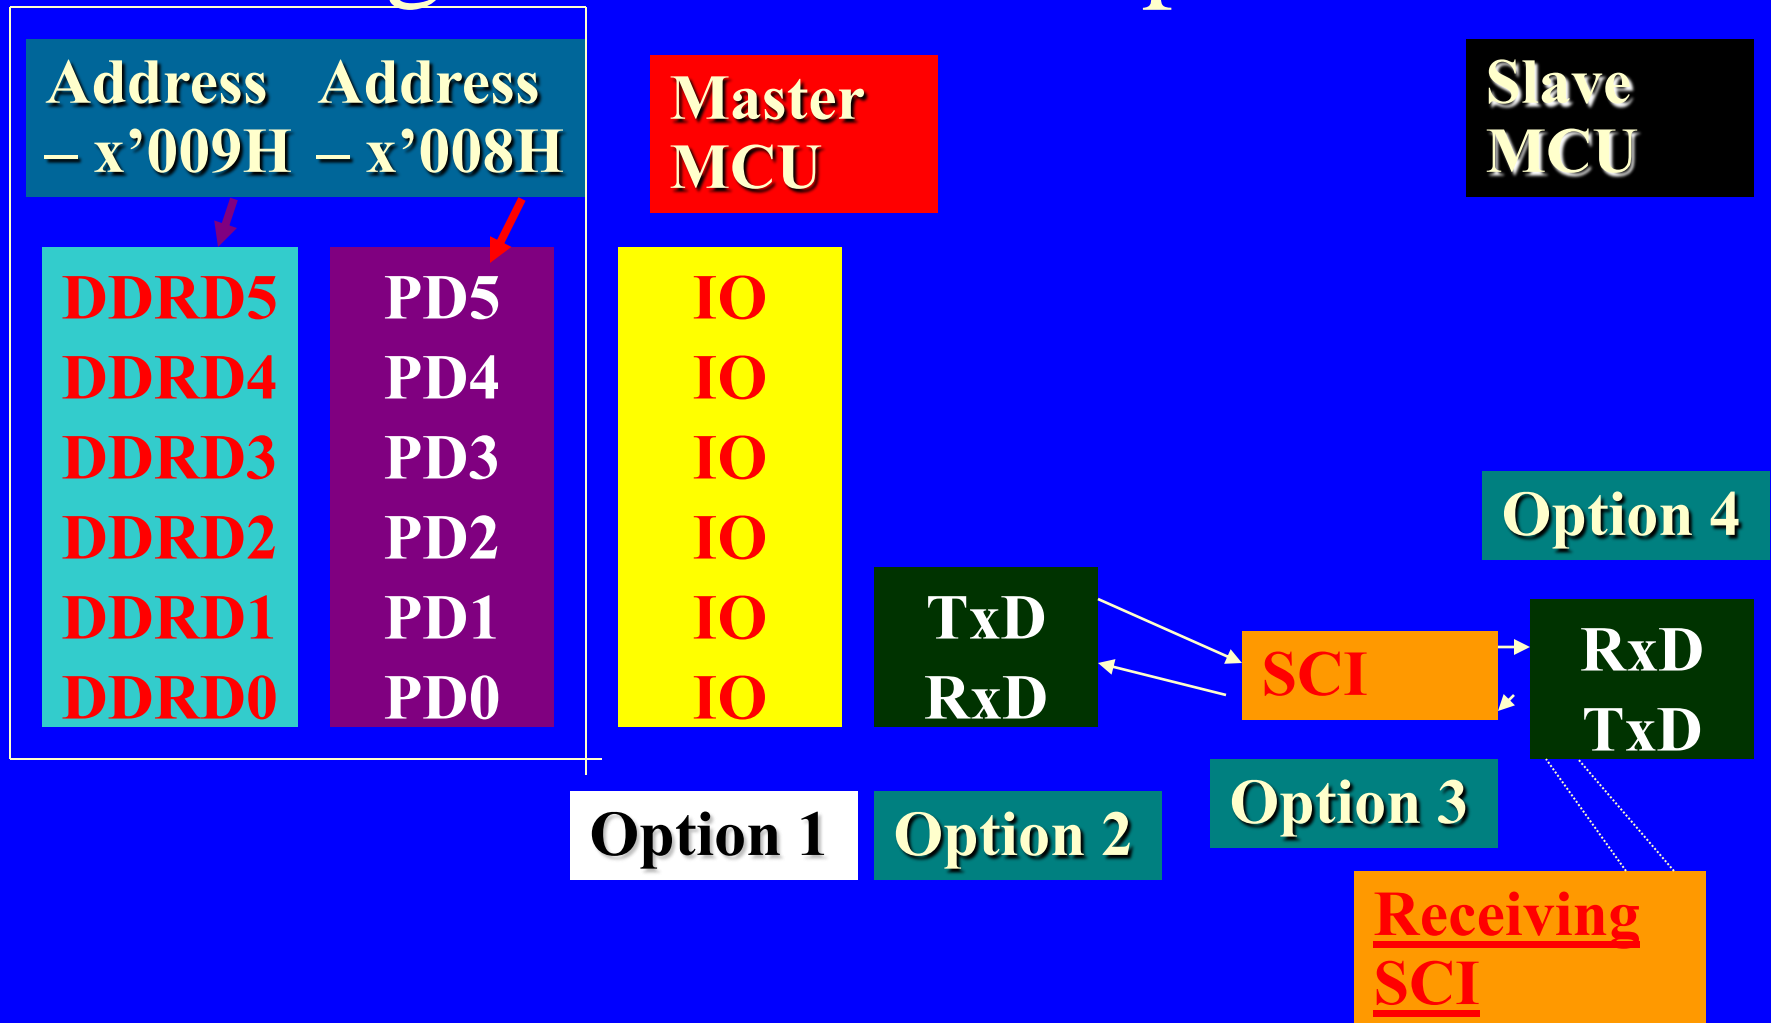 Address
– x’009H
Address
– x’008H
Master
MCU
Slave
MCU
DDRD5
DDRD4
DDRD3
DDRD2
DDRD1
DDRD0
PD5
PD4
PD3
PD2
PD1
PD0
IO
IO
IO
IO
IO
IO
TxD
RxD
SCI
Option 4
RxD
TxD
Option 1
Option 2
Option 3
Receiving
SCI